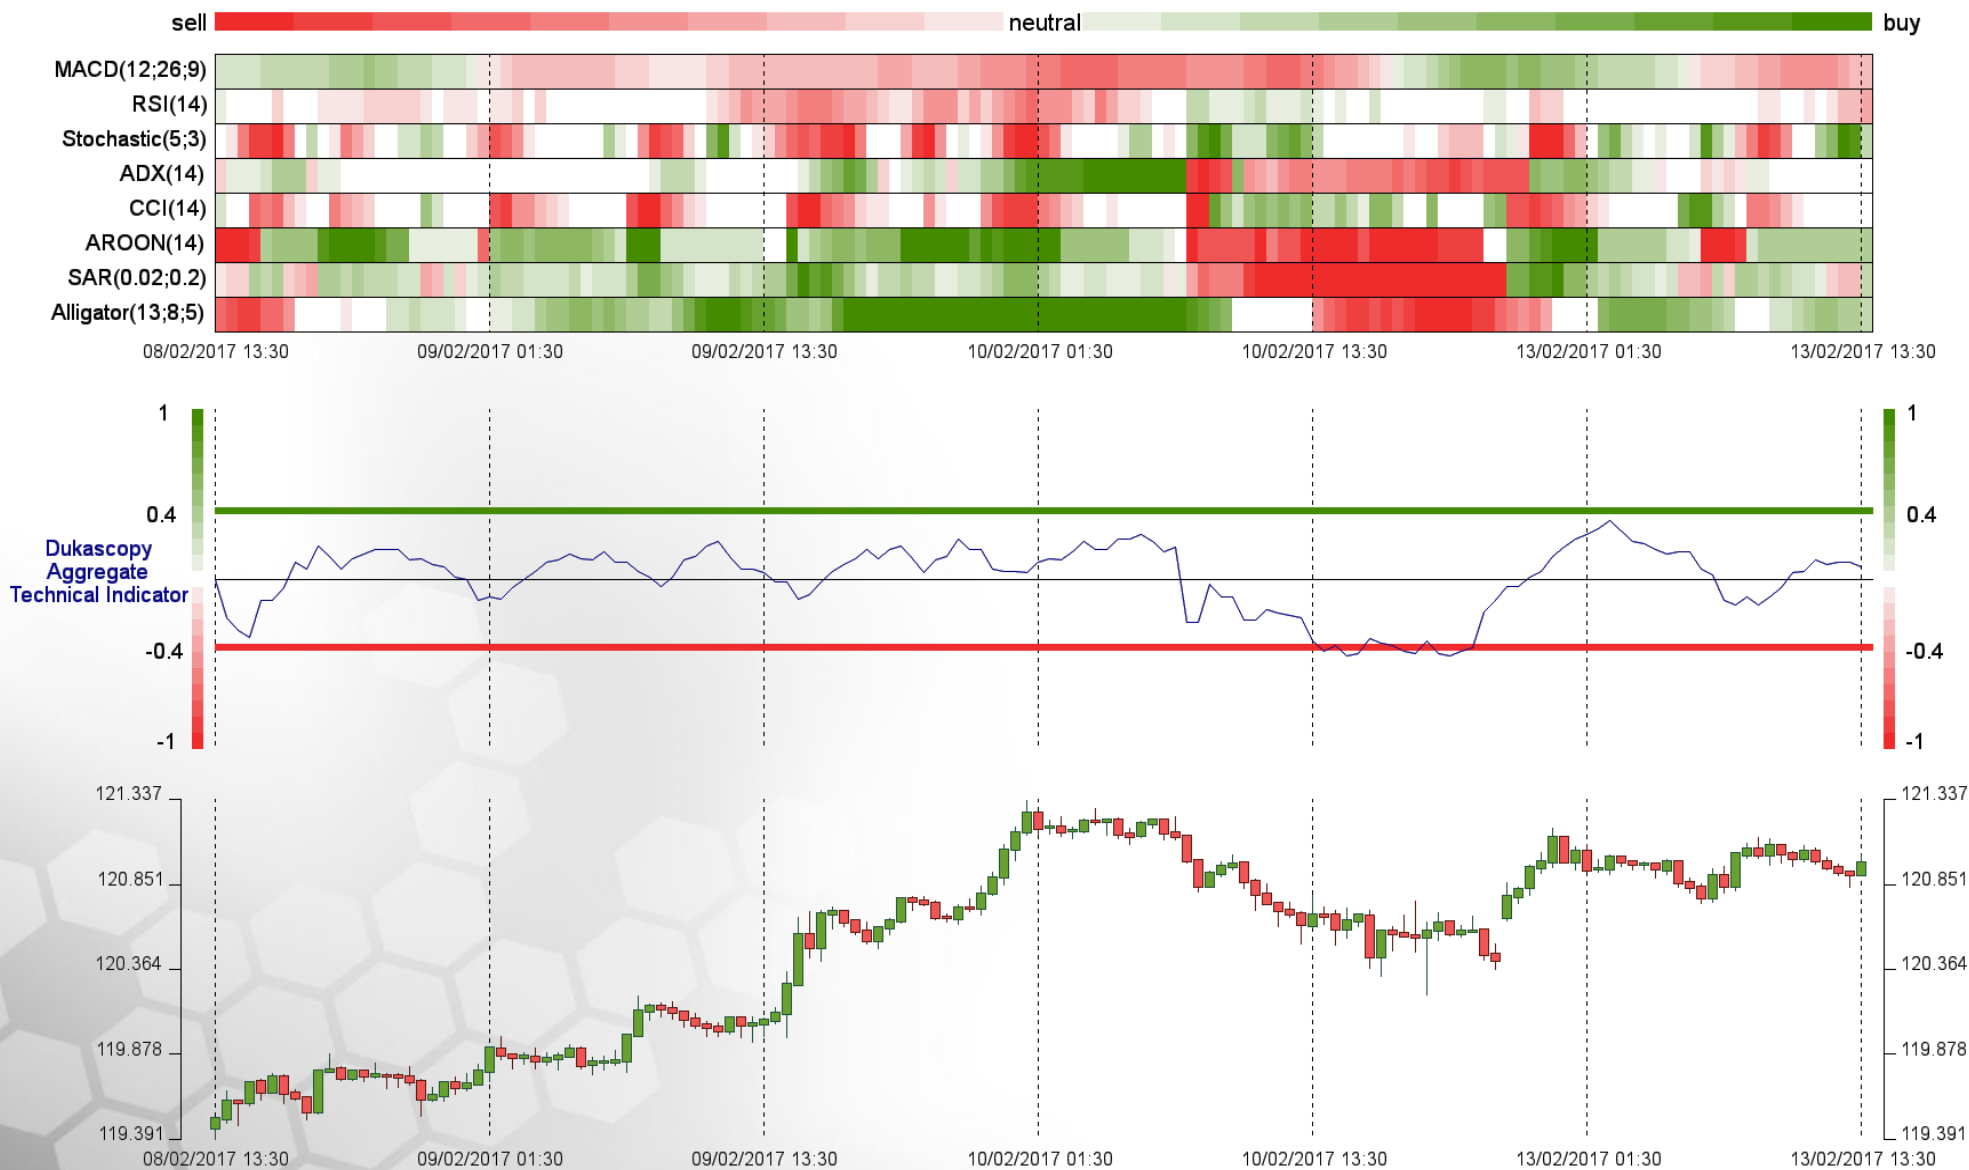 sell neutral buy
MACD(12;26;9)
RSI(14)
Stochastic(5;3)
ADX(14)
CCI(14)
AROON(14)
SAR(0.02;0.2)
Alligator(13;8;5)
08/02/2017 13:30 09/02/2017 01:30 09/02/2017 13:30 10/02/2017 01:30 10/02/2017 13:30 13/02/2017 01:30 13/02/2017 13:30
1 1
0.4 0.4
Dukascopy
Aggregate
Technical Indicator
-0.4 -0.4
-1 -1
121.337 121.337
120.851 120.851
120.364 120.364
119.878 119.878
119.391 119.391
08/02/2017 13:30 09/02/2017 01:30 09/02/2017 13:30 10/02/2017 01:30 10/02/2017 13:30 13/02/2017 01:30 13/02/2017 13:30